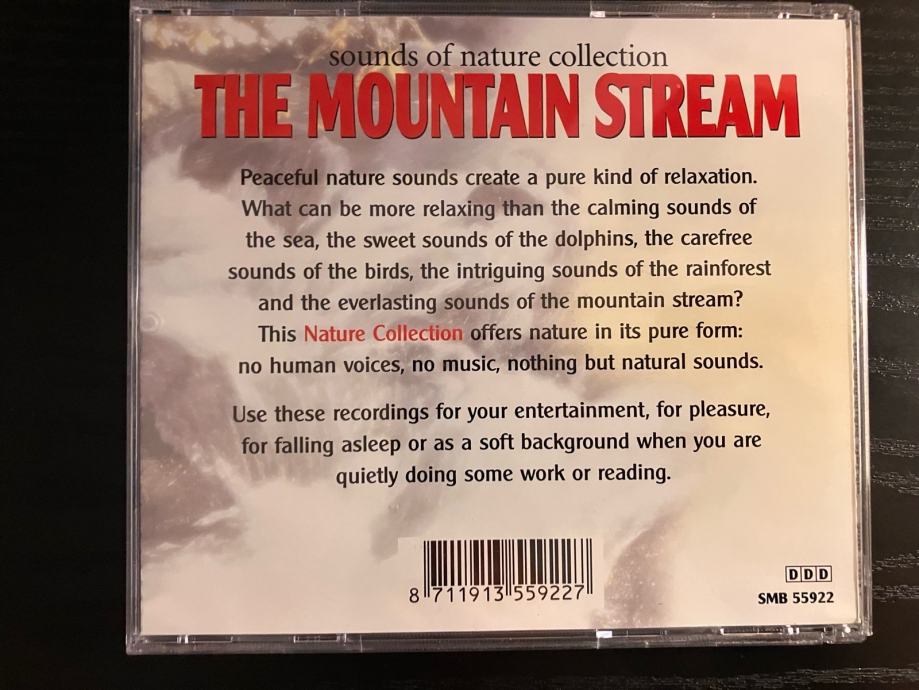 sounds of nature collection
THE MOUNTAIN STREAM
Peaceful nature sounds create a pure kind of relaxation.
What can be more relaxing than the calming sounds of
the sea, the sweet sounds of the dolphins, the carefree
sounds of the birds, the intriguing sounds of the rainforest
and the everlasting sounds of the mountain stream?
This Nature Collection offers nature in its pure form:
no human voices, no music, nothing but natural sounds.
Use these recordings for your entertainment, for pleasure,
for falling asleep or as a soft background when you are
quietly doing some work or reading.
8 711913 559227
DDD
SMB 55922